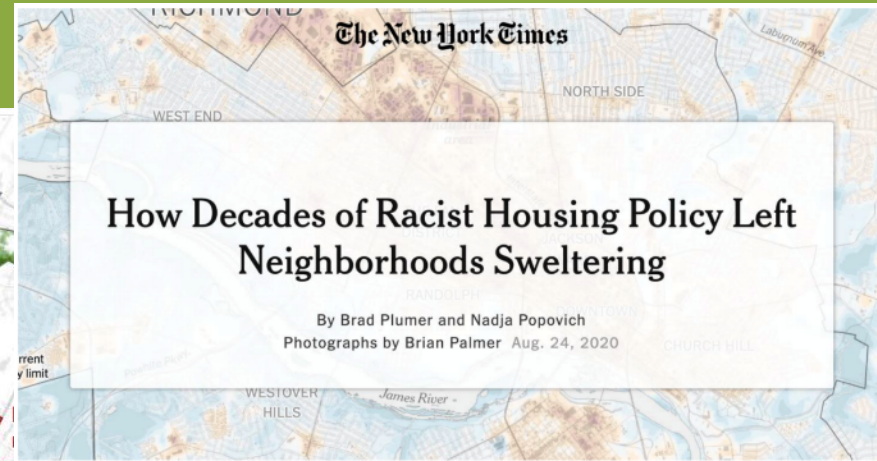 RICHMOND
The New York Times
Laburnum Ave.
NORTH SIDE
WEST END
How Decades of Racist Housing Policy Left
Neighborhoods Sweltering
RANDOLPH
DOWNTOWN
By Brad Plumer and Nadja Popovich
Photographs by Brian Palmer Aug. 24, 2020
CHURCH HILL
y limit
WESTOVER
HILLS
James River